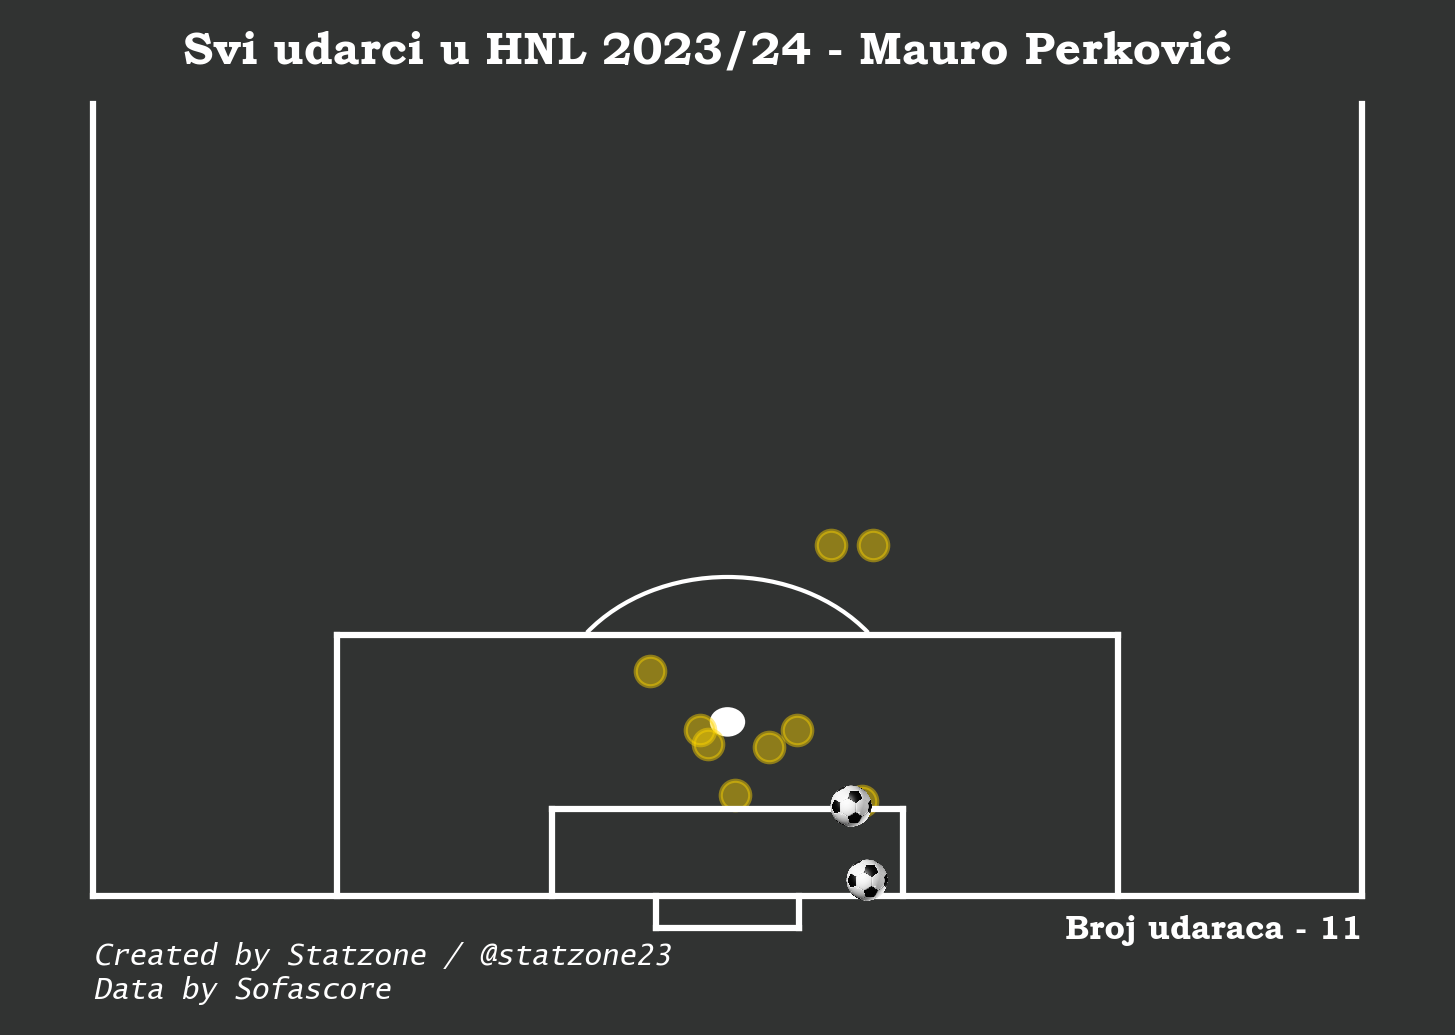 Svi udarci u HNL 2023/24 - Mauro Perković
Broj udaraca - 11
Created by Statzone / @statzone23
Data by Sofascore